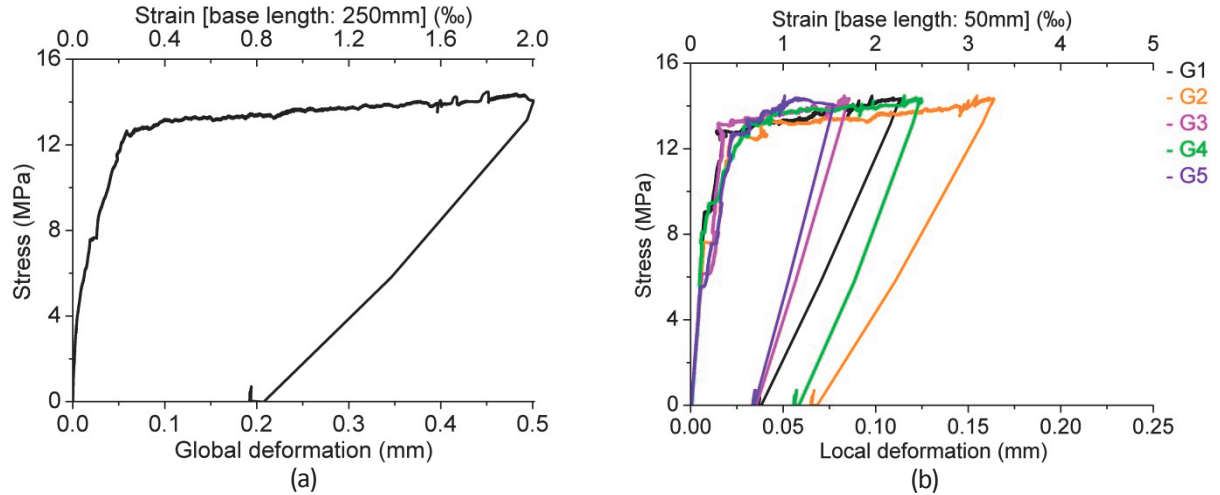 Strain [base length: 250mm] (‰)
0.0 0.4 0.8 1.2 1.6 2.0
16
12
8
4
0
Stress (MPa)
0.0 0.1 0.2 0.3 0.4 0.5
Global deformation (mm)
(a)
Strain [base length: 50mm] (‰)
0 1 2 3 4 5
16
12
8
4
0
Stress (MPa)
0.00 0.05 0.10 0.15 0.20 0.25
Local deformation (mm)
(b)
- G1
- G2
- G3
- G4
- G5